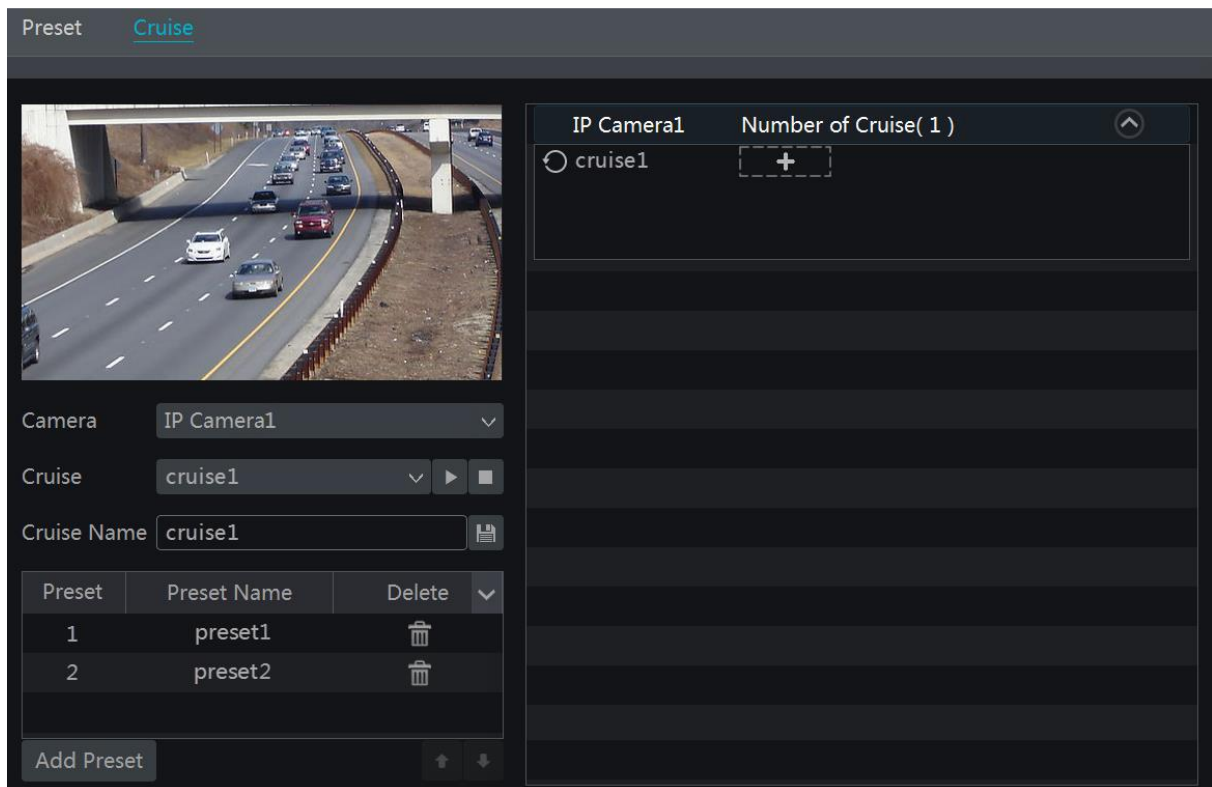 Preset Cruise
IP Camera1 Number of Cruise( 1 )
cruise1
Camera IP Camera1
Cruise cruise1
Cruise Name cruise1
Preset Preset Name Delete
1 preset1
2 preset2
Add Preset